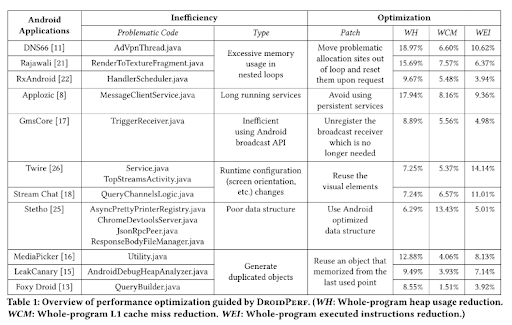 Android Applications Inefficiency Optimization
Problematic Code Type Patch WH WCM WEI
DNS66 [11] AdVpnThread.java Excessive memory usage in nested loops Move problematic allocation sites out of loop and reset them upon request 18.97% 6.60% 10.62%
Rajawali [21] RenderToTextureFragment.java 15.69% 7.57% 6.37%
RxAndroid [22] HandlerScheduler.java 9.67% 5.48% 3.94%
Applozic [8] MessageClientService.java Long running services Avoid using persistent services 17.94% 8.16% 9.36%
GmsCore [17] TriggerReceiver.java Inefficient using Android broadcast API Unregister the broadcast receiver which is no longer needed 8.89% 5.56% 4.98%
Twire [26] Service.java TopStreamsActivity.java Runtime configuration (screen orientation, etc.) changes Reuse the visual elements 7.25% 5.37% 14.14%
Stream Chat [18] QueryChannelsLogic.java 7.24% 6.57% 11.01%
Stetho [25] AsyncPrettyPrinterRegistry.java ChromeDevtoolsServer.java JsonRpcPeer.java ResponseBodyFileManager.java Poor data structure Use Android optimized data structure 6.29% 13.43% 5.01%
MediaPicker [16] Utility.java Generate duplicated objects Reuse an object that memorized from the last used point 12.88% 4.06% 8.13%
LeakCanary [15] AndroidDebugHeapAnalyzer.java 9.49% 3.93% 7.14%
Foxy Droid [13] QueryBuilder.java 8.55% 1.51% 3.92%
Table 1: Overview of performance optimization guided by DroidPerf. (WH: Whole-program heap usage reduction.
WCM: Whole-program L1 cache miss reduction. WEI: Whole-program executed instructions reduction.)